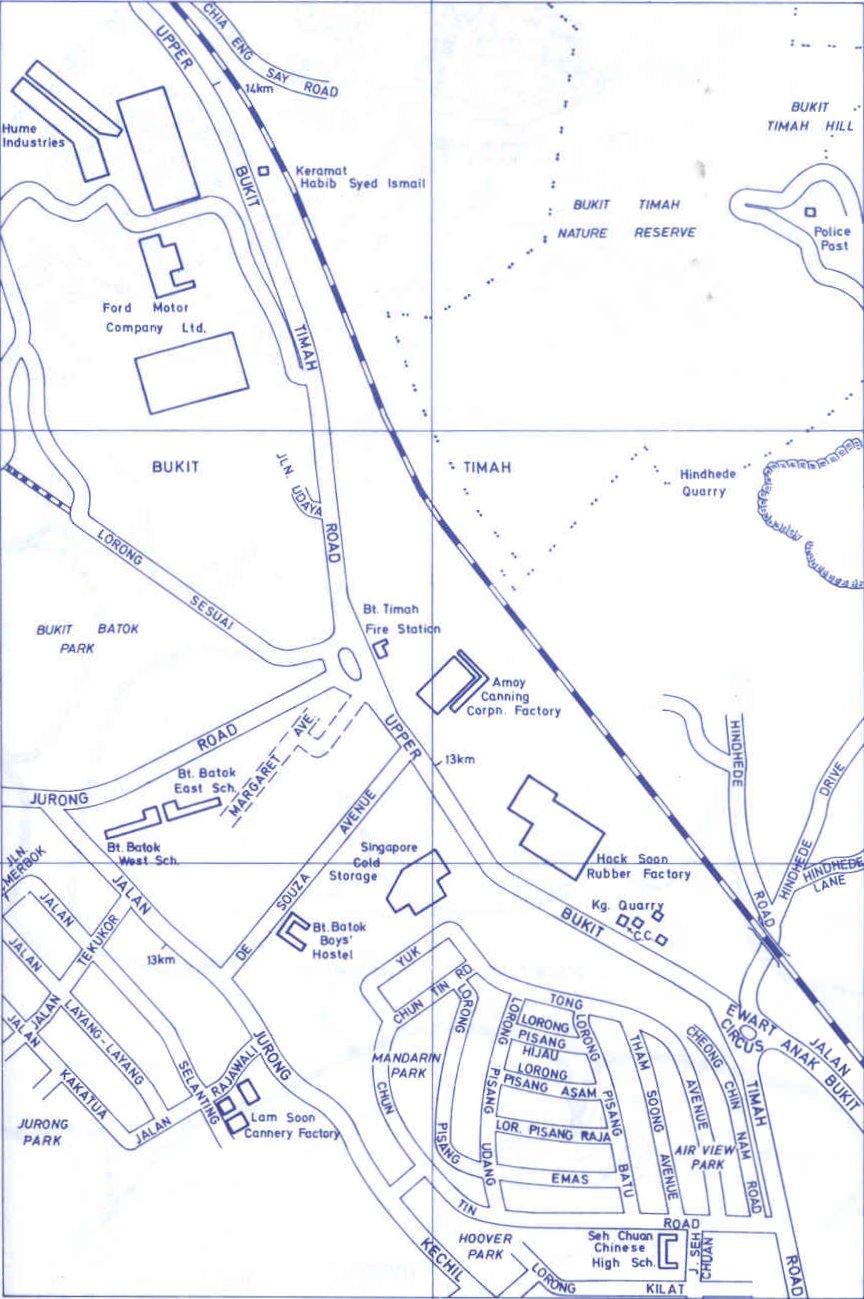 CHIA ENG SAY ROAD
UPPER
14km
BUKIT
TIMAH HILL
Hume
Industries
BUKIT
Keramat
Habib Syed Ismail
BUKIT TIMAH
NATURE RESERVE
Police
Post
Ford Motor
Company Ltd.
TIMAH
BUKIT
TIMAH
JLN. UDAYA
ROAD
Hindhede
Quarry
LORONG
SESUAI
BUKIT BATOK
PARK
Bt. Timah
Fire Station
Amoy
Canning
Corpn. Factory
ROAD
MARGARET AVE.
UPPER
13km
HINDHEDE
DRIVE
JURONG
Bt. Batok
East Sch.
Bt. Batok
West Sch.
AVENUE
Singapore
Cold
Storage
Hock Soon
Rubber Factory
HINDHEDE
HINDHEDE
LANE
JLN.
MERBOK
JALAN
SOUZA
DE
Kg. Quarry
C.C.
ROAD
BUKIT
Bt. Batok
Boys'
Hostel
JALAN
TEKUKOR
13km
JALAN
YUK
CHUN TIN RD
TONG
EWART
CIRCUS
JALAN
ANAK BUKIT
JALAN
LAYANG-LAYANG
JALAN
KAKATUA
JURONG
RAJAWALI
SELANTING
JALAN
Lam Soon
Cannery Factory
JURONG
PARK
MANDARIN
PARK
CHUN
LORONG
PISANG
LORONG
PISANG
UDANG
LORONG
PISANG
HIJAU
LORONG
PISANG ASAM
LORONG
PISANG
BATU
LOR. PISANG RAJA
EMAS
THAM
SOONG
AVENUE
AVENUE
CHEONG
CHIN
NAM
ROAD
TIMAH
AIR VIEW
PARK
TIN
ROAD
KECHIL
HOOVER
PARK
Seh Chuan
Chinese
High Sch.
J. SEH
CHUAN
ROAD
LORONG
KILAT